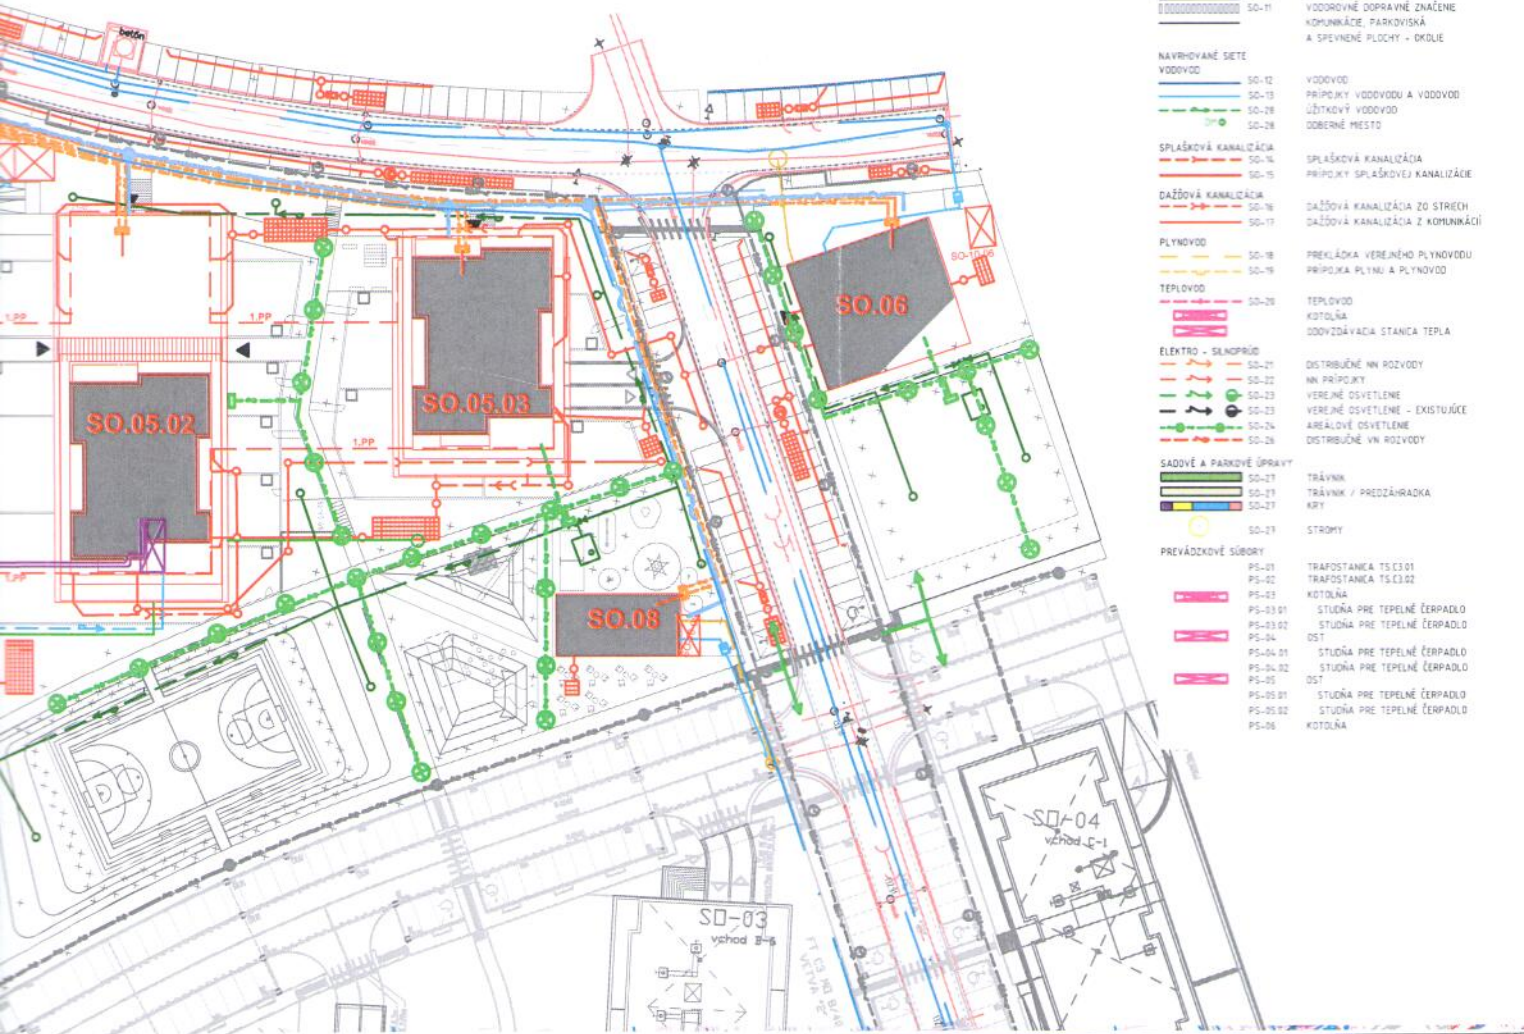 betón
SO-11 VODOROVNÉ DOPRAVNÉ ZNAČENIE
KOMUNIKÁCIE, PARKOVISKÁ
A SPEVNENÉ PLOCHY - OKOLIE
NAVRHOVANÉ SIETE
VODOVOD
SO-12 VODOVOD
SO-13 PRÍPOJKY VODOVODU A VODOVOD
SO-28 ÚŽITKOVÝ VODOVOD
SO-28 ODBERNÉ MIESTO
SPLAŠKOVÁ KANALIZÁCIA
SO-14 SPLAŠKOVÁ KANALIZÁCIA
SO-15 PRÍPOJKY SPLAŠKOVEJ KANALIZÁCIE
DAŽĎOVÁ KANALIZÁCIA
SO-16 DAŽĎOVÁ KANALIZÁCIA ZO STRIECH
SO-17 DAŽĎOVÁ KANALIZÁCIA Z KOMUNIKÁCIÍ
PLYNOVOD
SO-18 PREKLÁDKA VEREJNÉHO PLYNOVODU
SO-19 PRÍPOJKA PLYNU A PLYNOVOD
TEPLOVOD
SO-20 TEPLOVOD
KOTOLŇA
ODOVZDÁVACIA STANICA TEPLA
ELEKTRO - SILNOPRÚD
SO-21 DISTRIBUČNÉ NN ROZVODY
SO-22 NN PRÍPOJKY
SO-23 VEREJNÉ OSVETLENIE
SO-23 VEREJNÉ OSVETLENIE - EXISTUJÚCE
SO-24 AREÁLOVÉ OSVETLENIE
SO-26 DISTRIBUČNÉ VN ROZVODY
SADOVÉ A PARKOVÉ ÚPRAVY
SO-27 TRÁVNIK
SO-27 TRÁVNIK / PREDZÁHRADKA
SO-27 KRY
SO-27 STROMY
PREVÁDZKOVÉ SÚBORY
PS-01 TRAFOSTANICA TS.C3.01
PS-02 TRAFOSTANICA TS.C3.02
PS-03 KOTOLŇA
PS-03.01 STUDŇA PRE TEPELNÉ ČERPADLO
PS-03.02 STUDŇA PRE TEPELNÉ ČERPADLO
PS-04 OST
PS-04.01 STUDŇA PRE TEPELNÉ ČERPADLO
PS-04.02 STUDŇA PRE TEPELNÉ ČERPADLO
PS-05 OST
PS-05.01 STUDŇA PRE TEPELNÉ ČERPADLO
PS-05.02 STUDŇA PRE TEPELNÉ ČERPADLO
PS-06 KOTOLŇA
SO-10.06
SO.06
1.PP
1.PP
SO.05.03
SO.05.02
1.PP
1.PP
SO.08
SO-04
vchod C-1
SO-03
vchod B-6